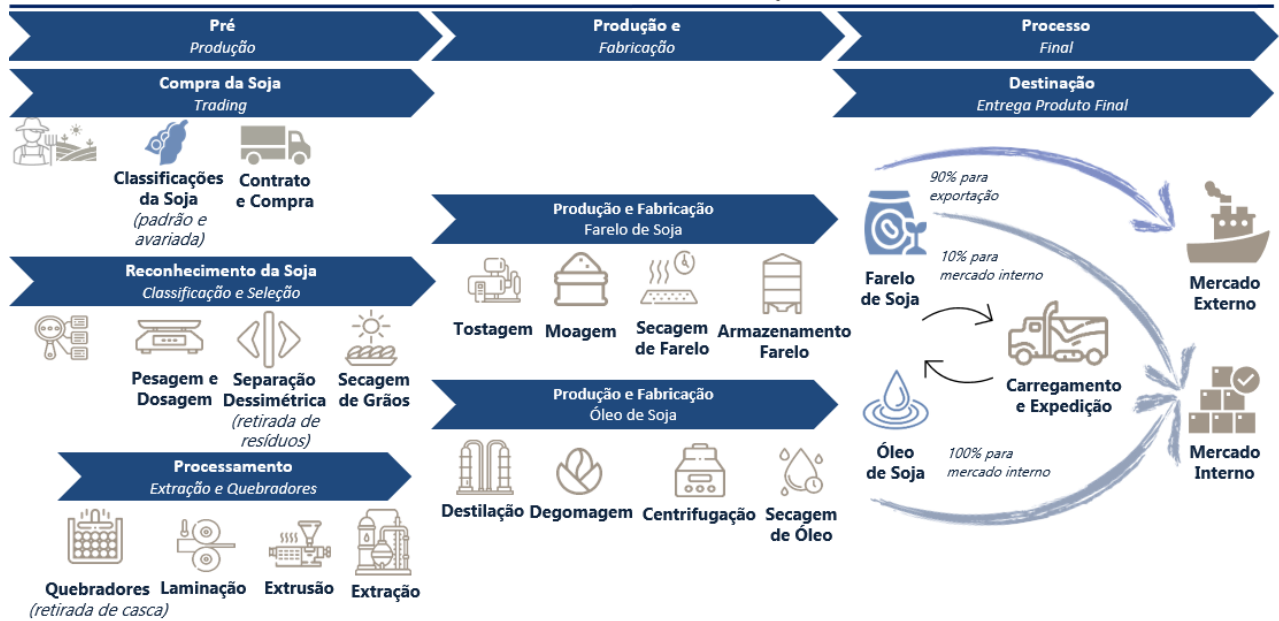 Pré
Produção
Produção e
Fabricação
Processo
Final
Compra da Soja
Trading
Destinação
Entrega Produto Final
Classificações
da Soja
(padrão e
avariada)
Contrato
e Compra
Reconhecimento da Soja
Classificação e Seleção
Pesagem e
Dosagem
Separação
Dessimétrica
(retirada de
resíduos)
Secagem
de Grãos
Processamento
Extração e Quebradores
Quebradores
(retirada de casca)
Laminação
Extrusão
Extração
Produção e Fabricação
Farelo de Soja
Tostagem
Moagem
Secagem
de Farelo
Armazenamento
Farelo
Produção e Fabricação
Óleo de Soja
Destilação
Degomagem
Centrifugação
Secagem
de Óleo
90% para
exportação
Farelo
de Soja
10% para
mercado interno
Mercado
Externo
Carregamento
e Expedição
Óleo
de Soja
100% para
mercado interno
Mercado
Interno